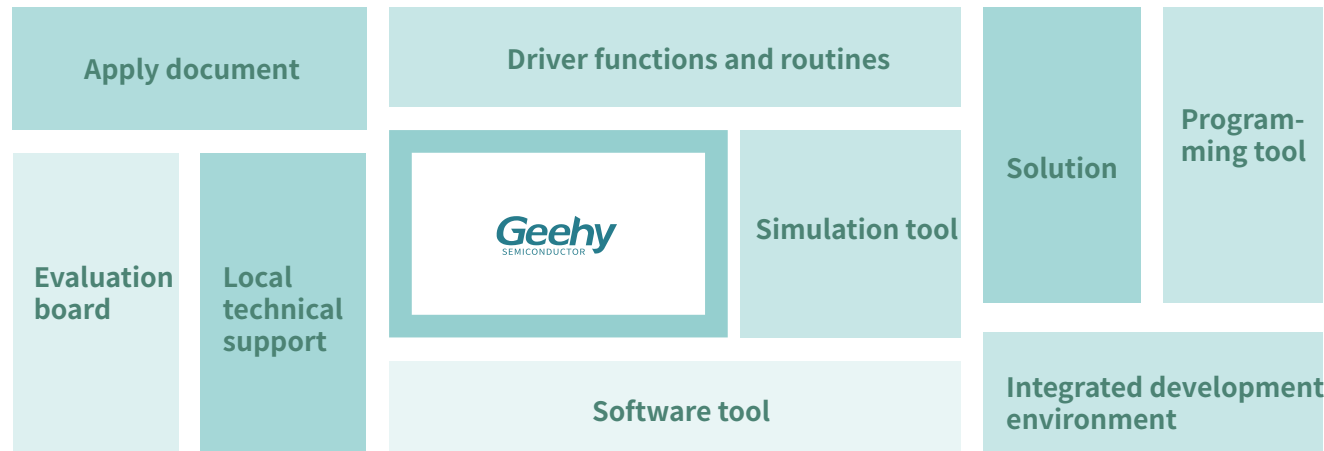 Apply document
Evaluation
board
Local
technical
support
Driver functions and routines
Geehy
SEMICONDUCTOR
Simulation tool
Software tool
Solution
Program-
ming tool
Integrated development
environment